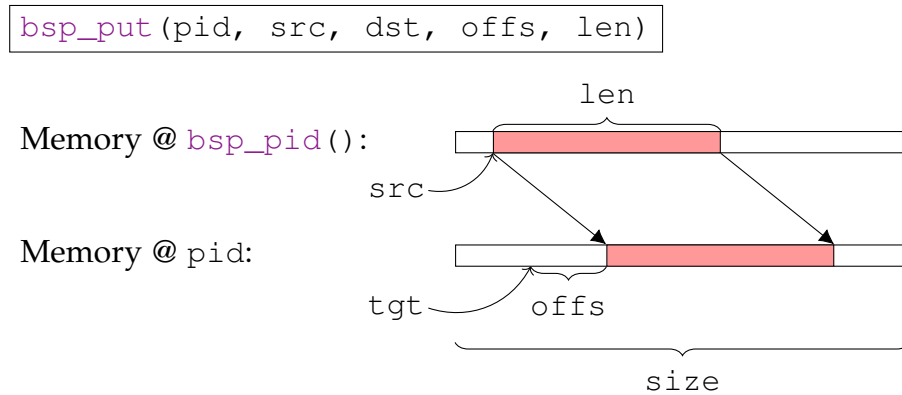 bsp_put(pid, src, dst, offs, len)
len
Memory @ bsp_pid():
src
Memory @ pid:
tgt
offs
size